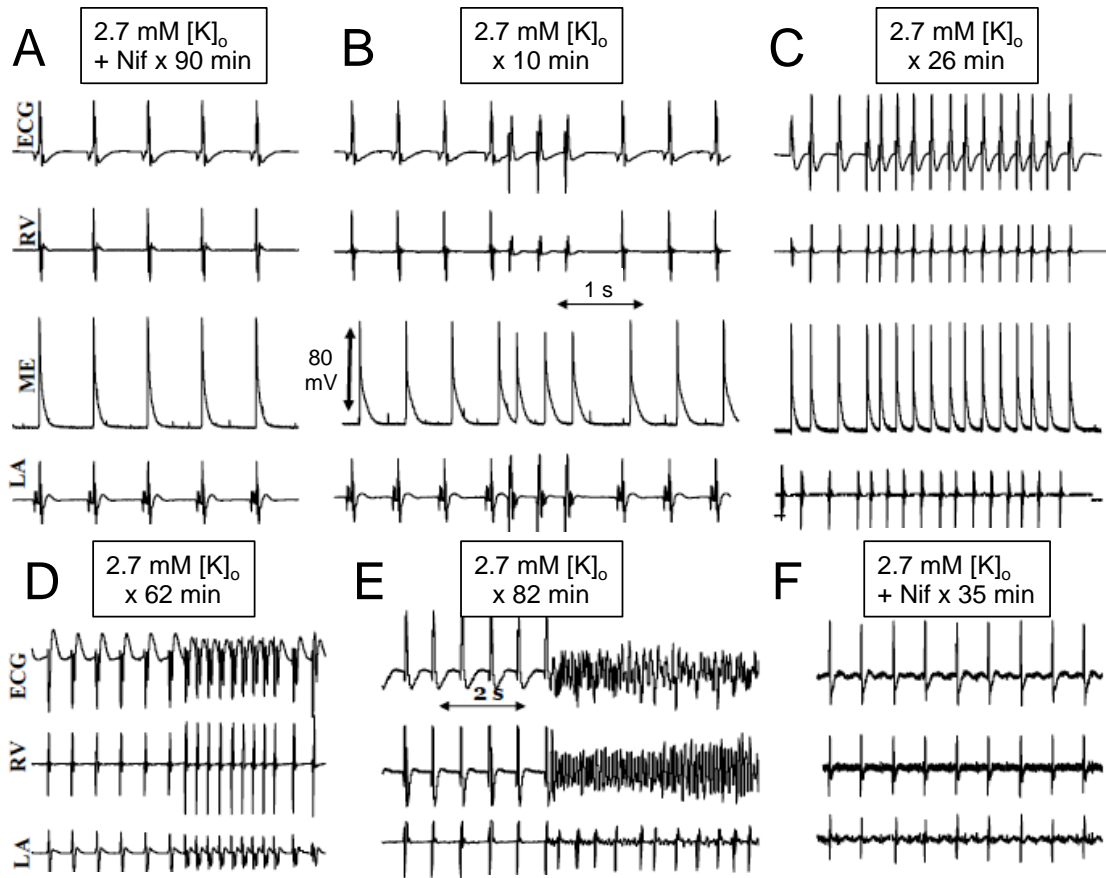 A
2.7 mM [K]o
+ Nif x 90 min
B
2.7 mM [K]o
x 10 min
C
2.7 mM [K]o
x 26 min
ECG
RV
1 s
ME
80
mV
LA
D
2.7 mM [K]o
x 62 min
E
2.7 mM [K]o
x 82 min
F
2.7 mM [K]o
+ Nif x 35 min
ECG
2 s
RV
LA